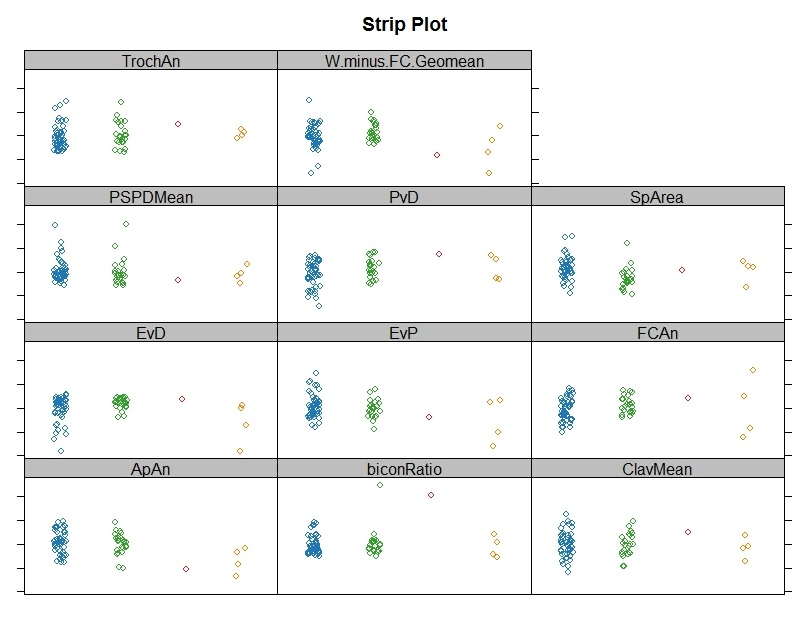 Strip Plot
TrochAn
W.minus.FC.Geomean
PSPDMean
PvD
SpArea
EvD
EvP
FCAn
ApAn
biconRatio
ClavMean